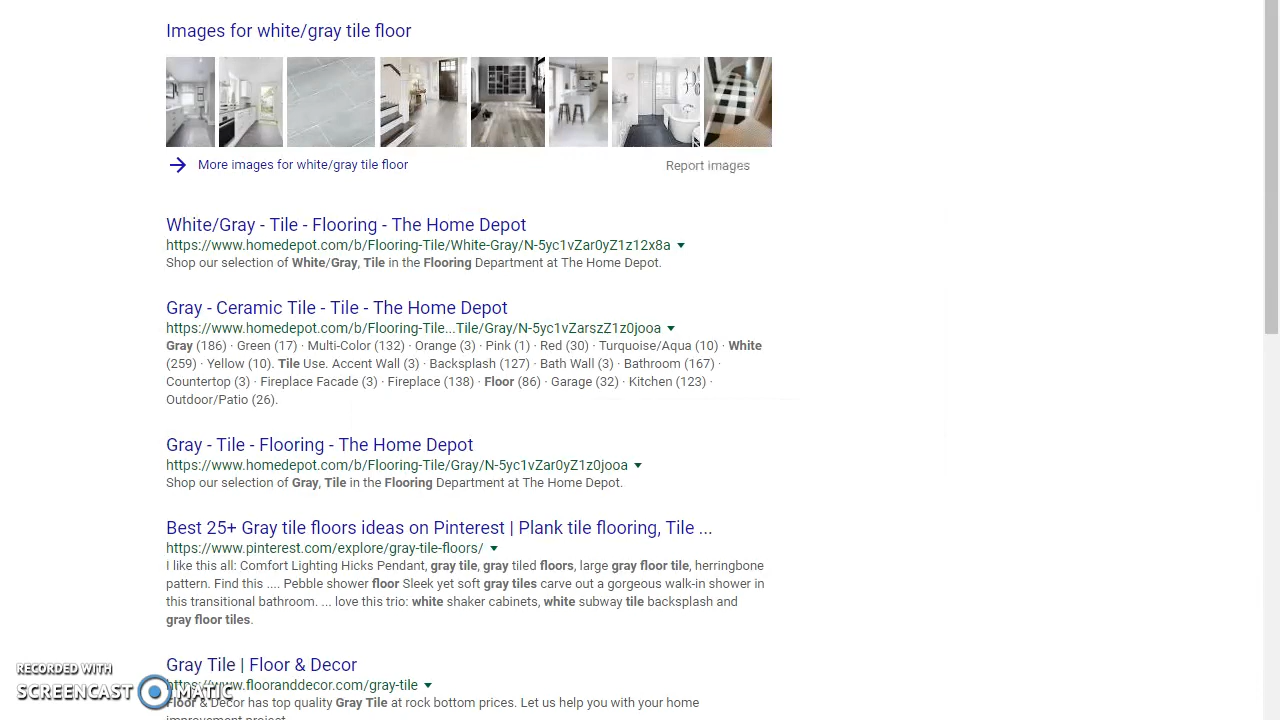 Images for white/gray tile floor
More images for white/gray tile floor
Report images
White/Gray - Tile - Flooring - The Home Depot
https://www.homedepot.com/b/Flooring-Tile/White-Gray/N-5yc1vZar0yZ1z12x8a
Shop our selection of White/Gray, Tile in the Flooring Department at The Home Depot.
Gray - Ceramic Tile - Tile - The Home Depot
https://www.homedepot.com/b/Flooring-Tile...Tile/Gray/N-5yc1vZarszZ1z0jooa
Gray (186) · Green (17) · Multi-Color (132) · Orange (3) · Pink (1) · Red (30) · Turquoise/Aqua (10) · White
(259) · Yellow (10). Tile Use. Accent Wall (3) · Backsplash (127) · Bath Wall (3) · Bathroom (167) ·
Countertop (3) · Fireplace Facade (3) · Fireplace (138) · Floor (86) · Garage (32) · Kitchen (123) ·
Outdoor/Patio (26).
Gray - Tile - Flooring - The Home Depot
https://www.homedepot.com/b/Flooring-Tile/Gray/N-5yc1vZar0yZ1z0jooa
Shop our selection of Gray, Tile in the Flooring Department at The Home Depot.
Best 25+ Gray tile floors ideas on Pinterest | Plank tile flooring, Tile ...
https://www.pinterest.com/explore/gray-tile-floors/
I like this all: Comfort Lighting Hicks Pendant, gray tile, gray tiled floors, large gray floor tile, herringbone
pattern. Find this .... Pebble shower floor Sleek yet soft gray tiles carve out a gorgeous walk-in shower in
this transitional bathroom. ... love this trio: white shaker cabinets, white subway tile backsplash and
gray floor tiles.
Gray Tile | Floor & Decor
https://www.flooranddecor.com/gray-tile
Floor & Decor has top quality Gray Tile at rock bottom prices. Let us help you with your home
improvement project.
RECORDED WITH
SCREENCAST MATIC